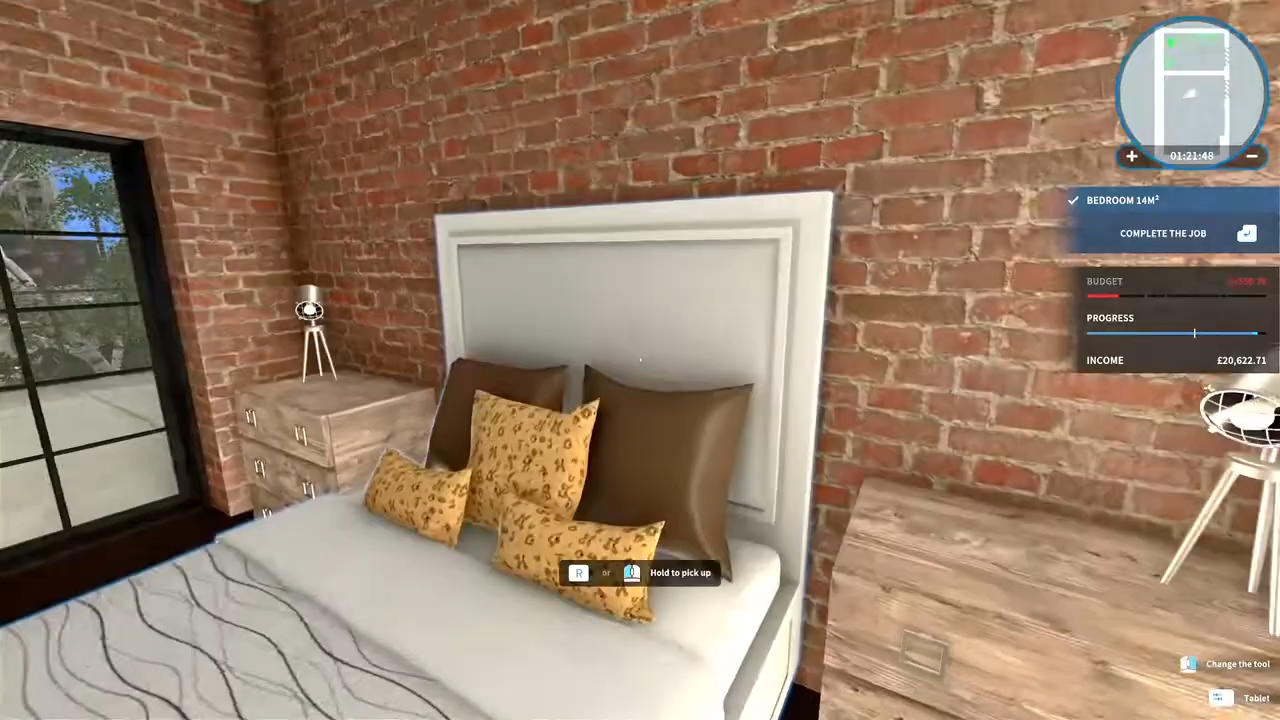 01:21:48
BEDROOM 14M²
COMPLETE THE JOB
BUDGET
PROGRESS
INCOME £20,622.71
R or Hold to pick up
Change the tool
Tablet